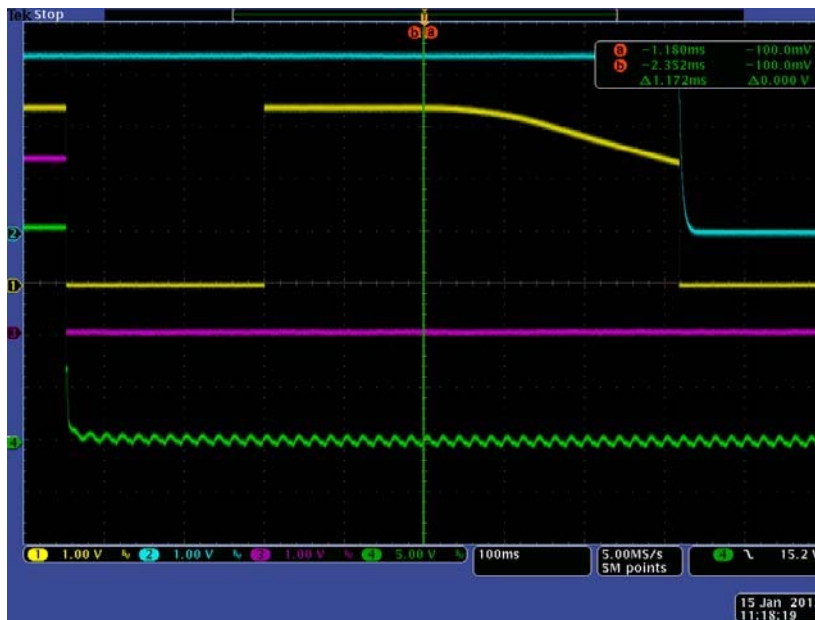 Tek Stop
b a
a -1.180ms -100.0mV
b -2.352ms -100.0mV
Δ1.172ms Δ0.000 V
2
1
3
4
1 1.00 V 2 1.00 V 3 1.00 V 4 5.00 V 100ms 5.00MS/s 4 15.2 V
5M points
15 Jan 201
11:18:19